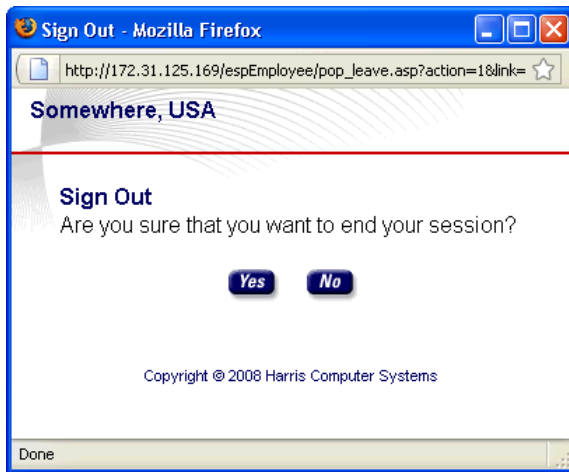 Sign Out - Mozilla Firefox
http://172.31.125.169/espEmployee/pop_leave.asp?action=1&link=
Somewhere, USA
Sign Out
Are you sure that you want to end your session?
Yes No
Copyright © 2008 Harris Computer Systems
Done